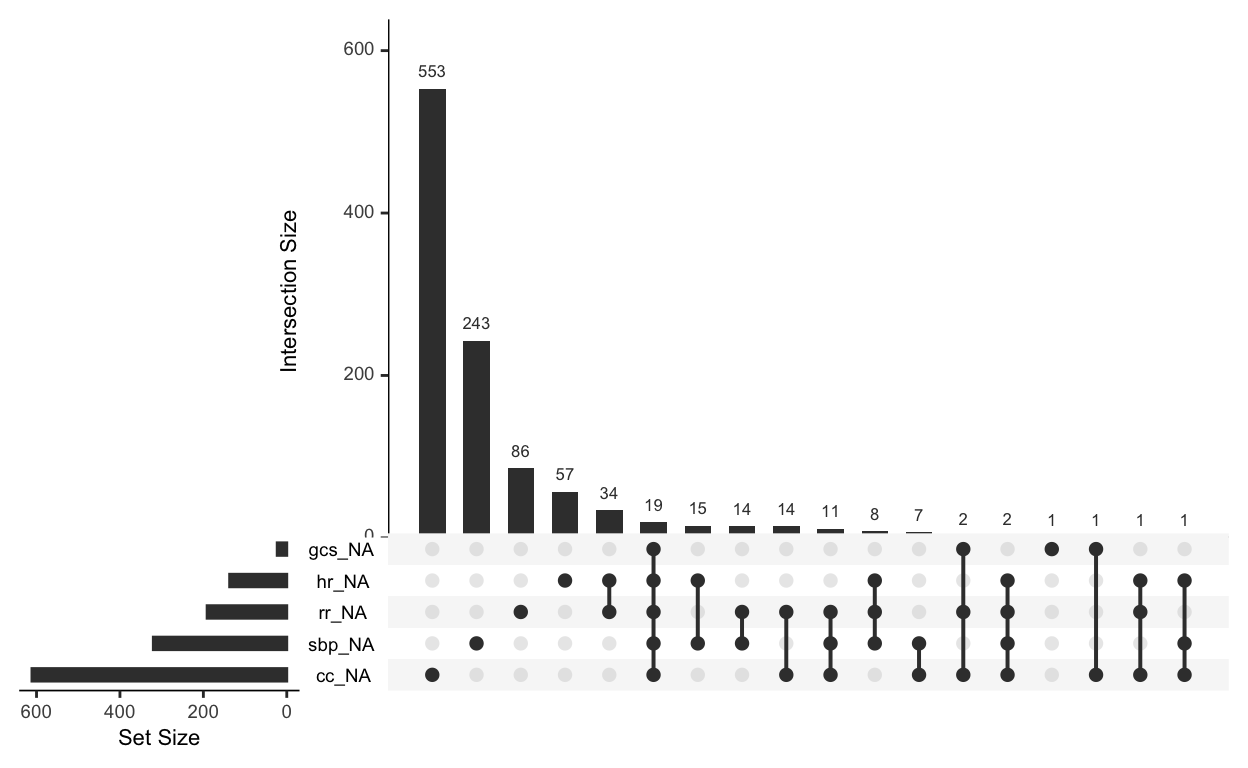 600
553
400
Intersection Size
243
200
86
57
34
19 15 14 14 11 8 7 2 2 1 1 1 1
0
gcs_NA
hr_NA
rr_NA
sbp_NA
cc_NA
600 400 200 0
Set Size